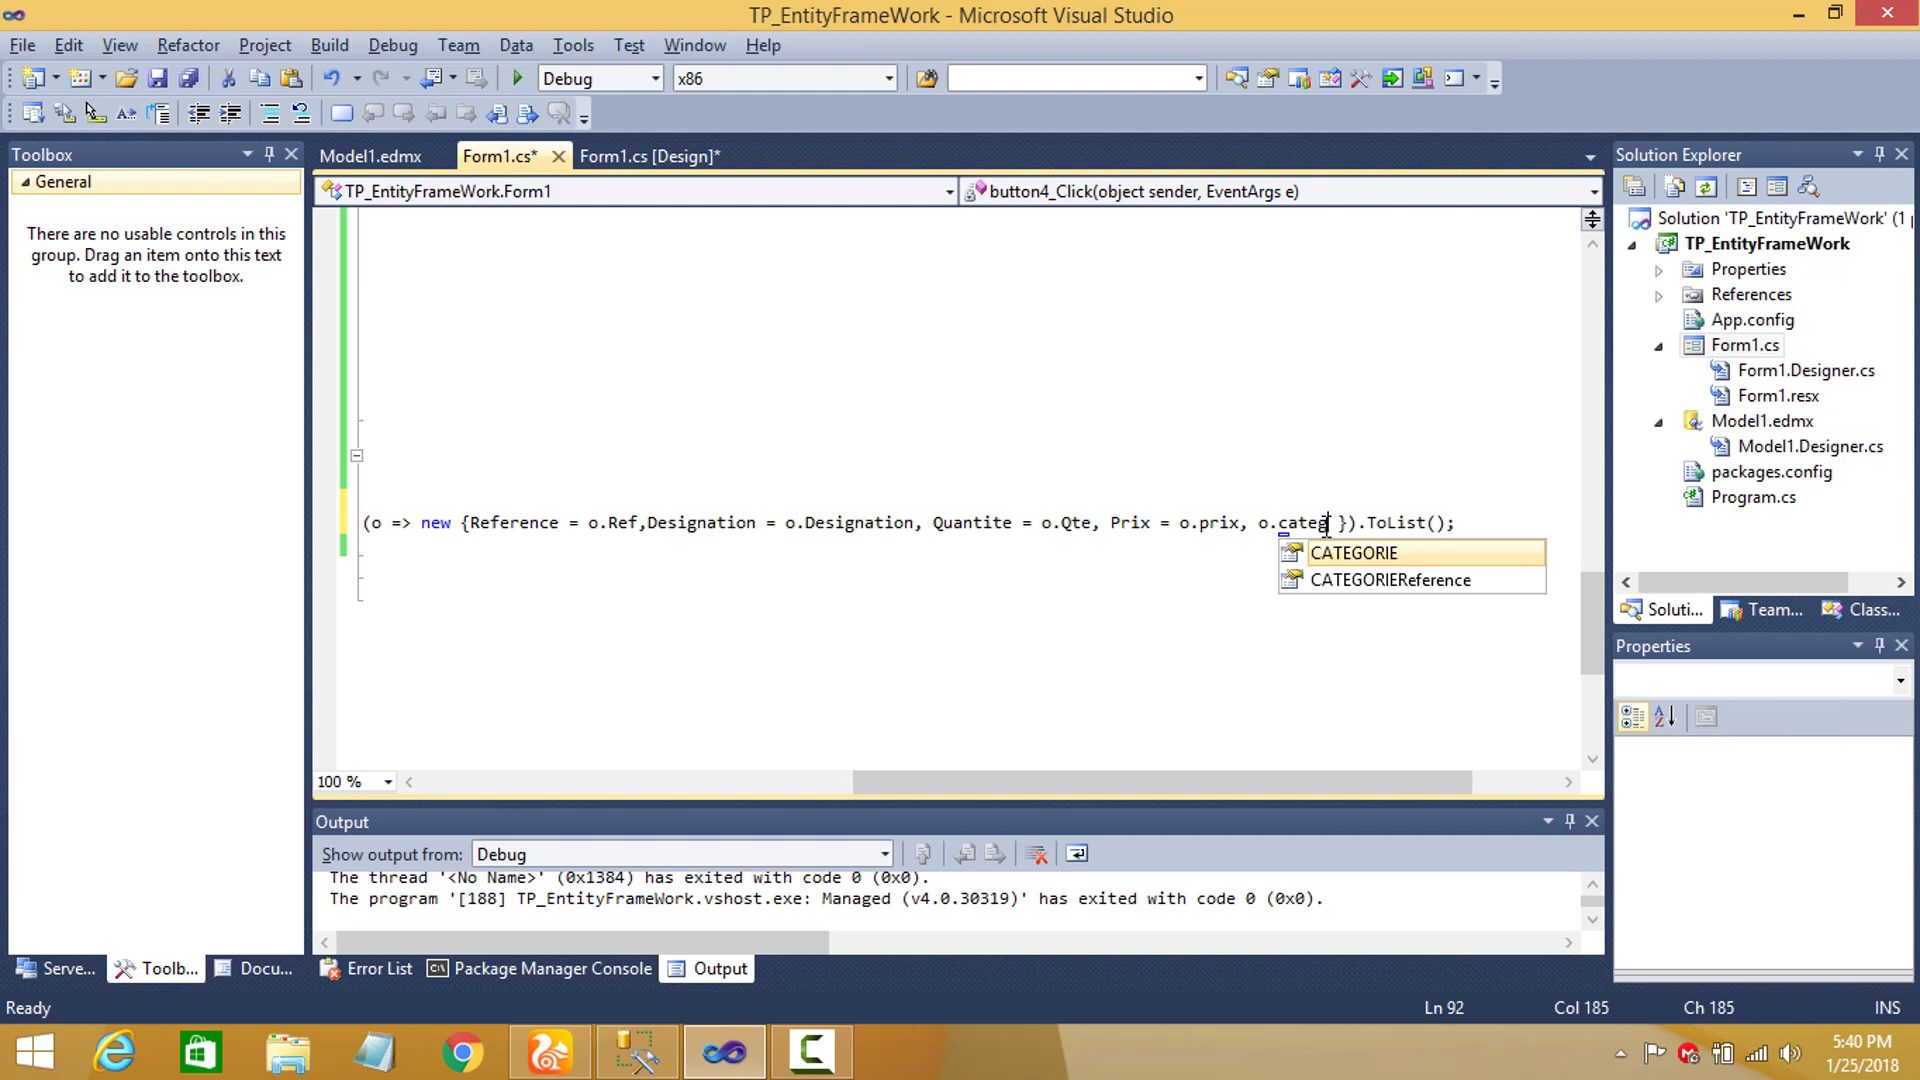 TP_EntityFrameWork - Microsoft Visual Studio
File Edit View Refactor Project Build Debug Team Data Tools Test Window Help
Debug x86
Toolbox
General
There are no usable controls in this
group. Drag an item onto this text
to add it to the toolbox.
Model1.edmx Form1.cs* Form1.cs [Design]*
TP_EntityFrameWork.Form1 button4_Click(object sender, EventArgs e)
(o => new {Reference = o.Ref,Designation = o.Designation, Quantite = o.Qte, Prix = o.prix, o.categ }).ToList();
CATEGORIE
CATEGORIEReference
100 %
Solution Explorer
Solution 'TP_EntityFrameWork' (1 p
TP_EntityFrameWork
Properties
References
App.config
Form1.cs
Form1.Designer.cs
Form1.resx
Model1.edmx
Model1.Designer.cs
packages.config
Program.cs
Soluti... Team... Class...
Properties
Output
Show output from: Debug
The thread '<No Name>' (0x1384) has exited with code 0 (0x0).
The program '[188] TP_EntityFrameWork.vshost.exe: Managed (v4.0.30319)' has exited with code 0 (0x0).
Serve... Toolb... Docu... Error List Package Manager Console Output
Ready Ln 92 Col 185 Ch 185 INS
5:40 PM
1/25/2018